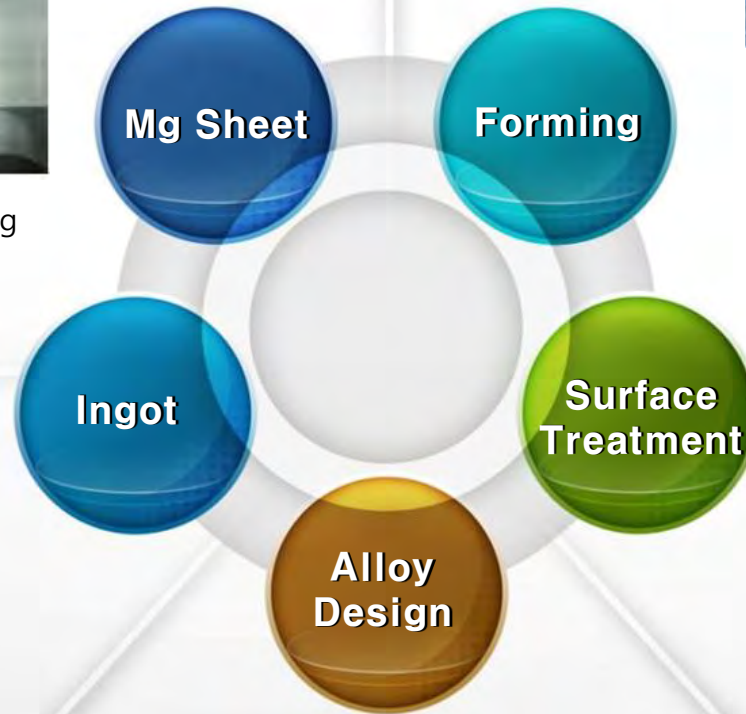 Mg Sheet
Forming
g
Ingot
Surface
Treatment
Alloy
Design